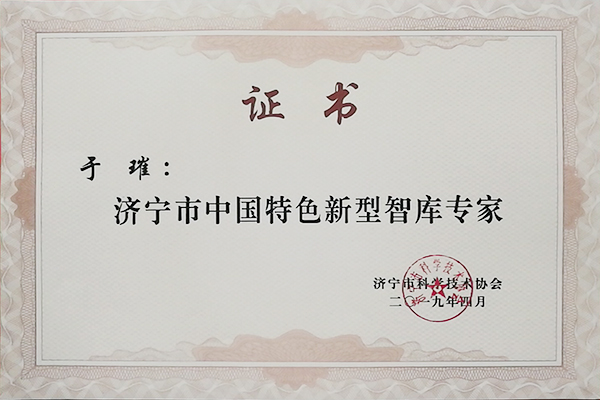 证 书
于 璀：
济宁市中国特色新型智库专家
济宁市科学技术协会
二〇一九年四月